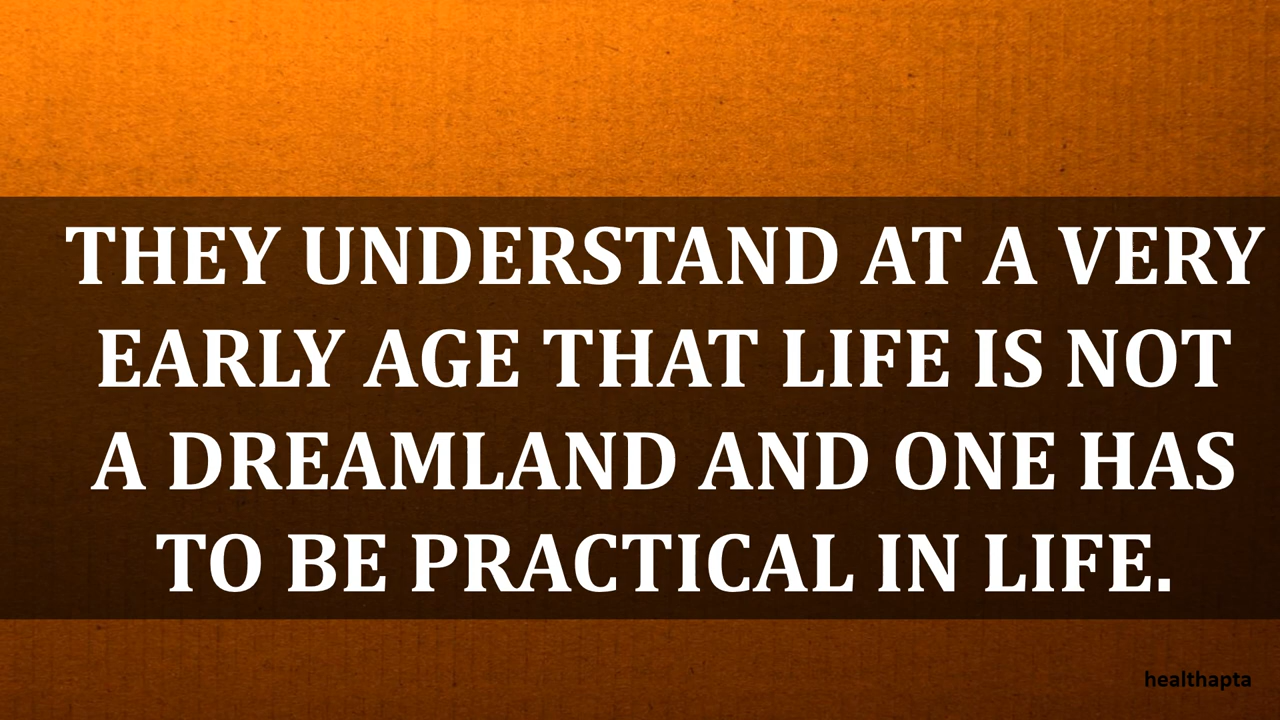 THEY UNDERSTAND AT A VERY
EARLY AGE THAT LIFE IS NOT
A DREAMLAND AND ONE HAS
TO BE PRACTICAL IN LIFE.
healthapta